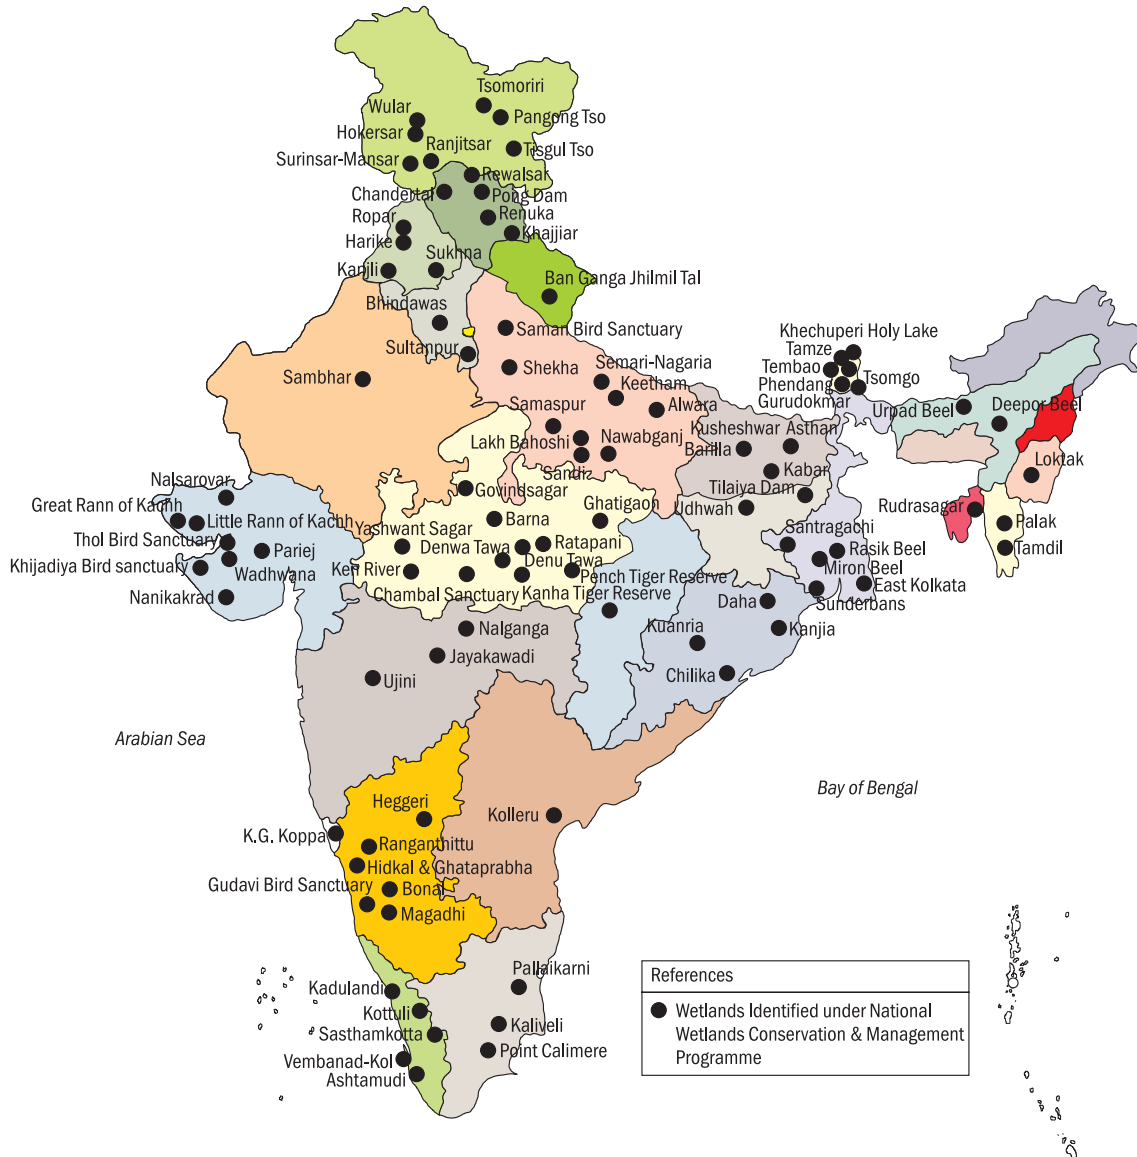 Tsomoriri
Wular
Pangong Tso
Hokersar
Ranjitsar
Tisgul Tso
Surinsar-Mansar
Rewalsar
Chandertal
Pong Dam
Ropar
Renuka
Harike
Khajjiar
Sukhna
Kanjli
Ban Ganga Jhilmil Tal
Bhindawas
Saman Bird Sanctuary
Khechuperi Holy Lake
Sultanpur
Tamze
Semari-Nagaria
Tembao
Shekha
Tsomgo
Sambhar
Keetham
Phendang
Gurudokmar
Samaspur
Alwara
Urpad Beel
Deepor Beel
Kusheshwar Asthan
Lakh Bahoshi
Nawabganj
Barilla
Sandiz
Kabar
Loktak
Nalsarovar
Govindsagar
Tilaiya Dam
Great Rann of Kachh
Ghatigaon
Udhwah
Rudrasagar
Little Rann of Kachh
Yashwant Sagar
Barna
Santragachi
Palak
Thol Bird Sanctuary
Pariej
Denwa Tawa
Ratapani
Rasik Beel
Tamdil
Khijadiya Bird sanctuary
Wadhwana
Ken River
Denu Tawa
Miron Beel
Pench Tiger Reserve
East Kolkata
Nanikakrad
Chambal Sanctuary
Kanha Tiger Reserve
Sunderbans
Daha
Nalganga
Kuanria
Kanjia
Jayakawadi
Chilika
Ujini
Arabian Sea
Bay of Bengal
Heggeri
Kolleru
K.G. Koppa
Ranganthittu
Hidkal & Ghataprabha
Gudavi Bird Sanctuary
Bonal
Magadhi
Pallaikarni
References
Kadulandi
Kottuli
Kaliveli
Wetlands Identified under National
Wetlands Conservation & Management
Programme
Sasthamkotta
Point Calimere
Vembanad-Kol
Ashtamudi